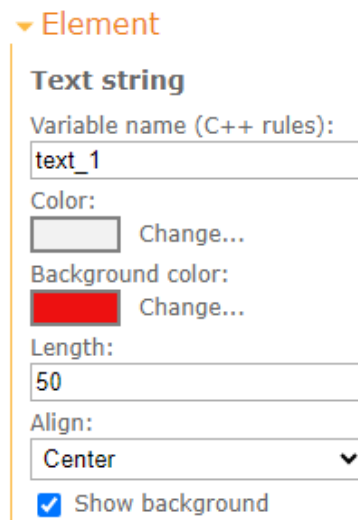 Element
Text string
Variable name (C++ rules):
text_1
Color:
Change...
Background color:
Change...
Length:
50
Align:
Center
Show background